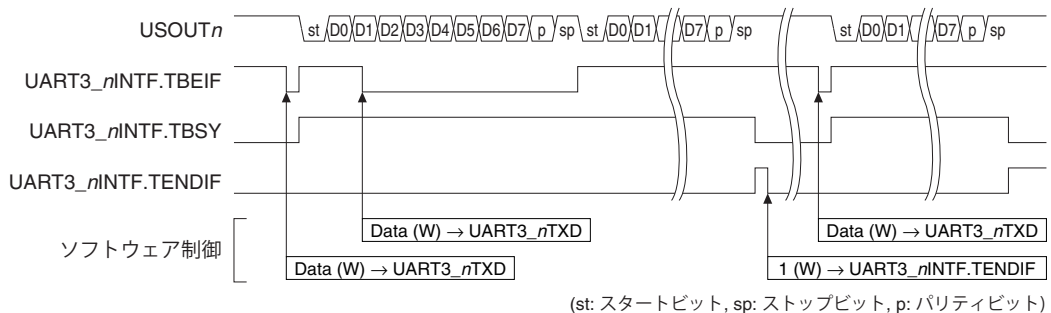 USOUTn
st D0 D1 D2 D3 D4 D5 D6 D7 p sp st D0 D1 D7 p sp st D0 D1 D7 p sp
UART3_nINTF.TBEIF
UART3_nINTF.TBSY
UART3_nINTF.TENDIF
ソフトウェア制御
Data (W) → UART3_nTXD
Data (W) → UART3_nTXD
Data (W) → UART3_nTXD
1 (W) → UART3_nINTF.TENDIF
(st: スタートビット, sp: ストップビット, p: パリティビット)